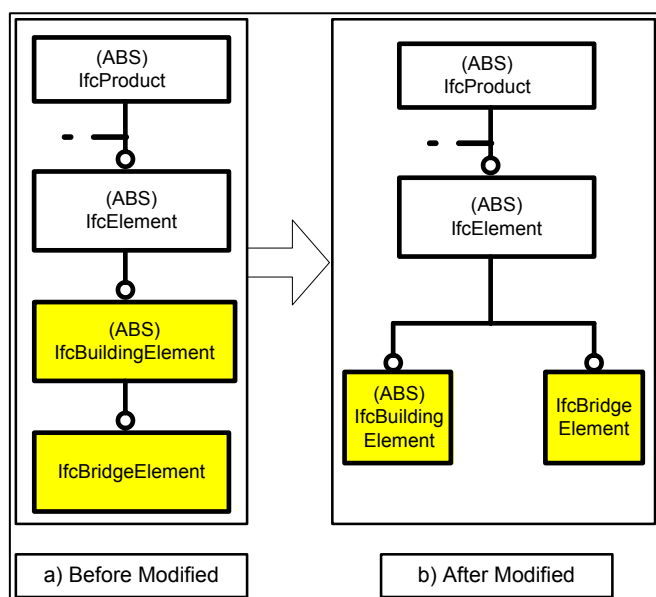 (ABS)
IfcProduct
(ABS)
IfcElement
(ABS)
IfcBuildingElement
IfcBridgeElement
a) Before Modified
(ABS)
IfcProduct
(ABS)
IfcElement
(ABS)
IfcBuilding
Element
IfcBridge
Element
b) After Modified